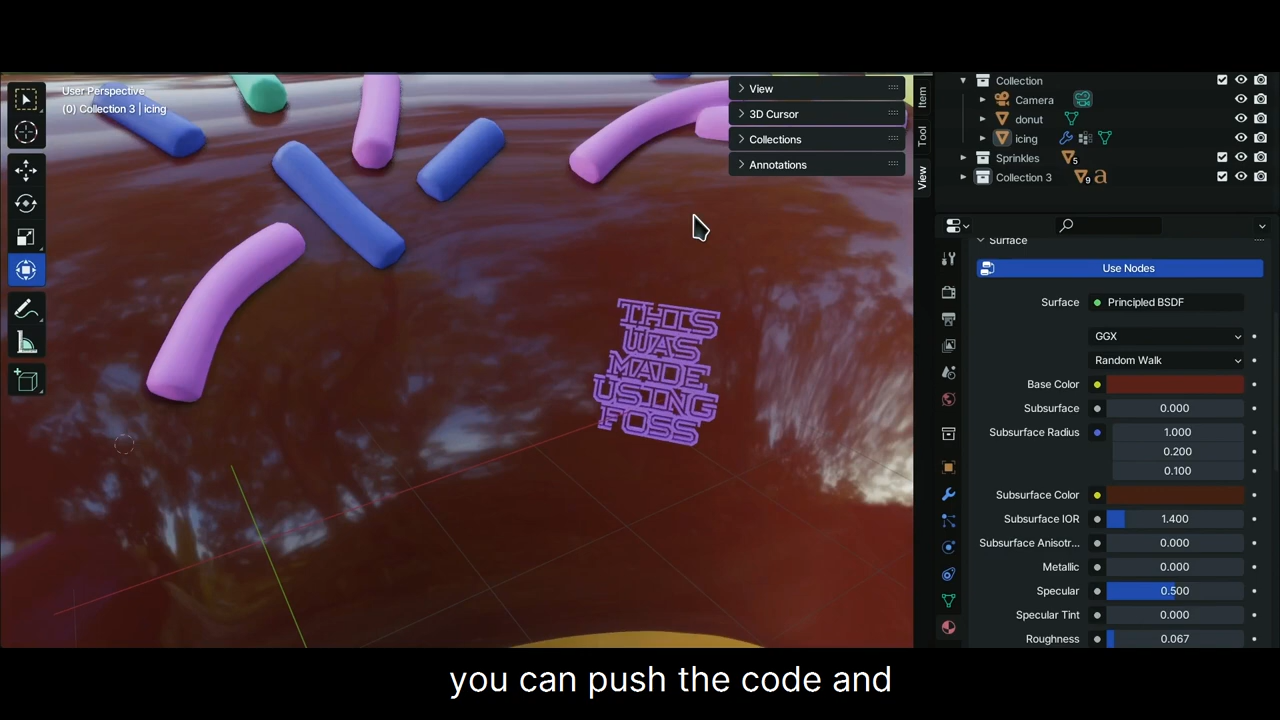 User Perspective
(0) Collection 3 | icing
View
3D Cursor
Collections
Annotations
Item
Tool
View
THIS
WAS
MADE
USING
FOSS
Collection
Camera
donut
icing
Sprinkles
5
Collection 3
9
Surface
Use Nodes
Surface
Principled BSDF
GGX
Random Walk
Base Color
Subsurface
0.000
Subsurface Radius
1.000
0.200
0.100
Subsurface Color
Subsurface IOR
1.400
Subsurface Anisotr...
0.000
Metallic
0.000
Specular
0.500
Specular Tint
0.000
Roughness
0.067
you can push the code and